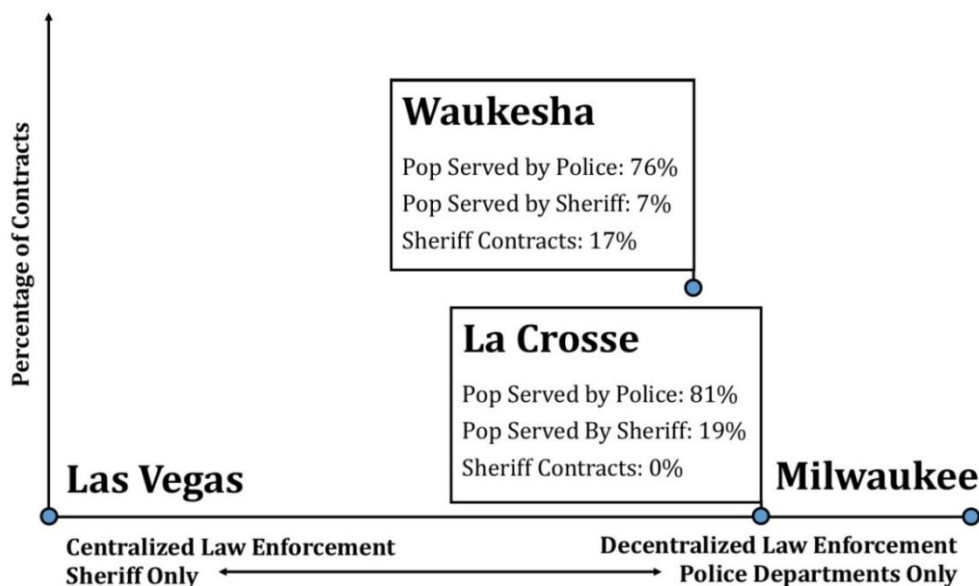 Percentage of Contracts
Waukesha
Pop Served by Police: 76%
Pop Served by Sheriff: 7%
Sheriff Contracts: 17%
La Crosse
Pop Served by Police: 81%
Pop Served By Sheriff: 19%
Sheriff Contracts: 0%
Las Vegas
Milwaukee
Centralized Law Enforcement
Sheriff Only
Decentralized Law Enforcement
Police Departments Only